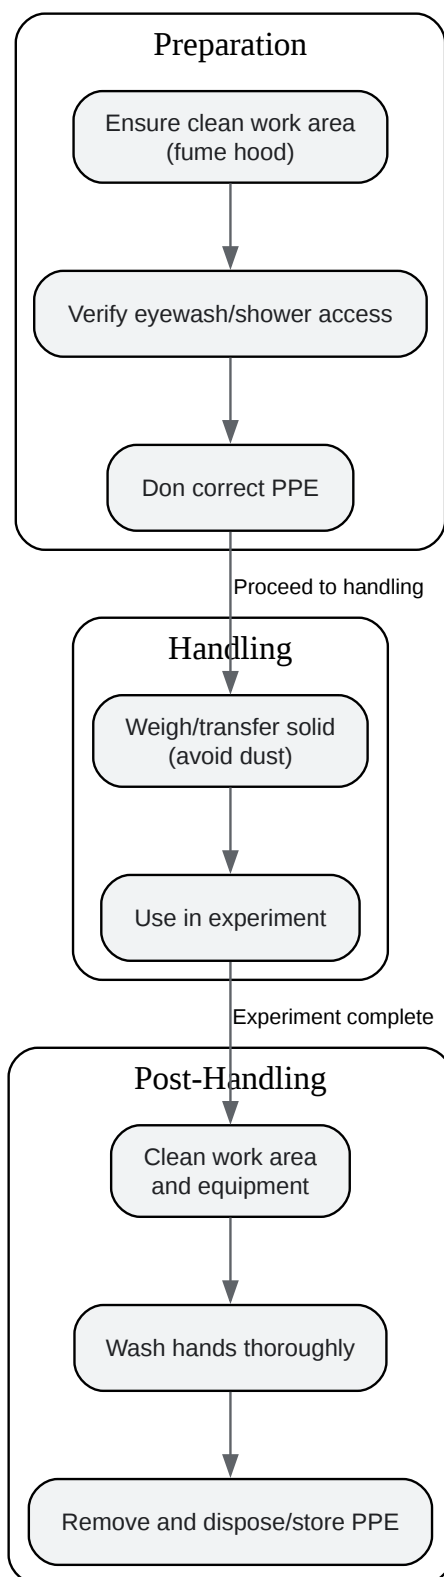 Preparation
Ensure clean work area
(fume hood)
Verify eyewash/shower access
Don correct PPE
Proceed to handling
Handling
Weigh/transfer solid
(avoid dust)
Use in experiment
Experiment complete
Post-Handling
Clean work area
and equipment
Wash hands thoroughly
Remove and dispose/store PPE